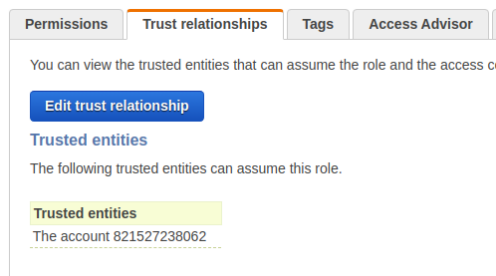 Permissions
Trust relationships
Tags
Access Advisor
You can view the trusted entities that can assume the role and the access
Edit trust relationship
Trusted entities
The following trusted entities can assume this role.
Trusted entities
The account 821527238062